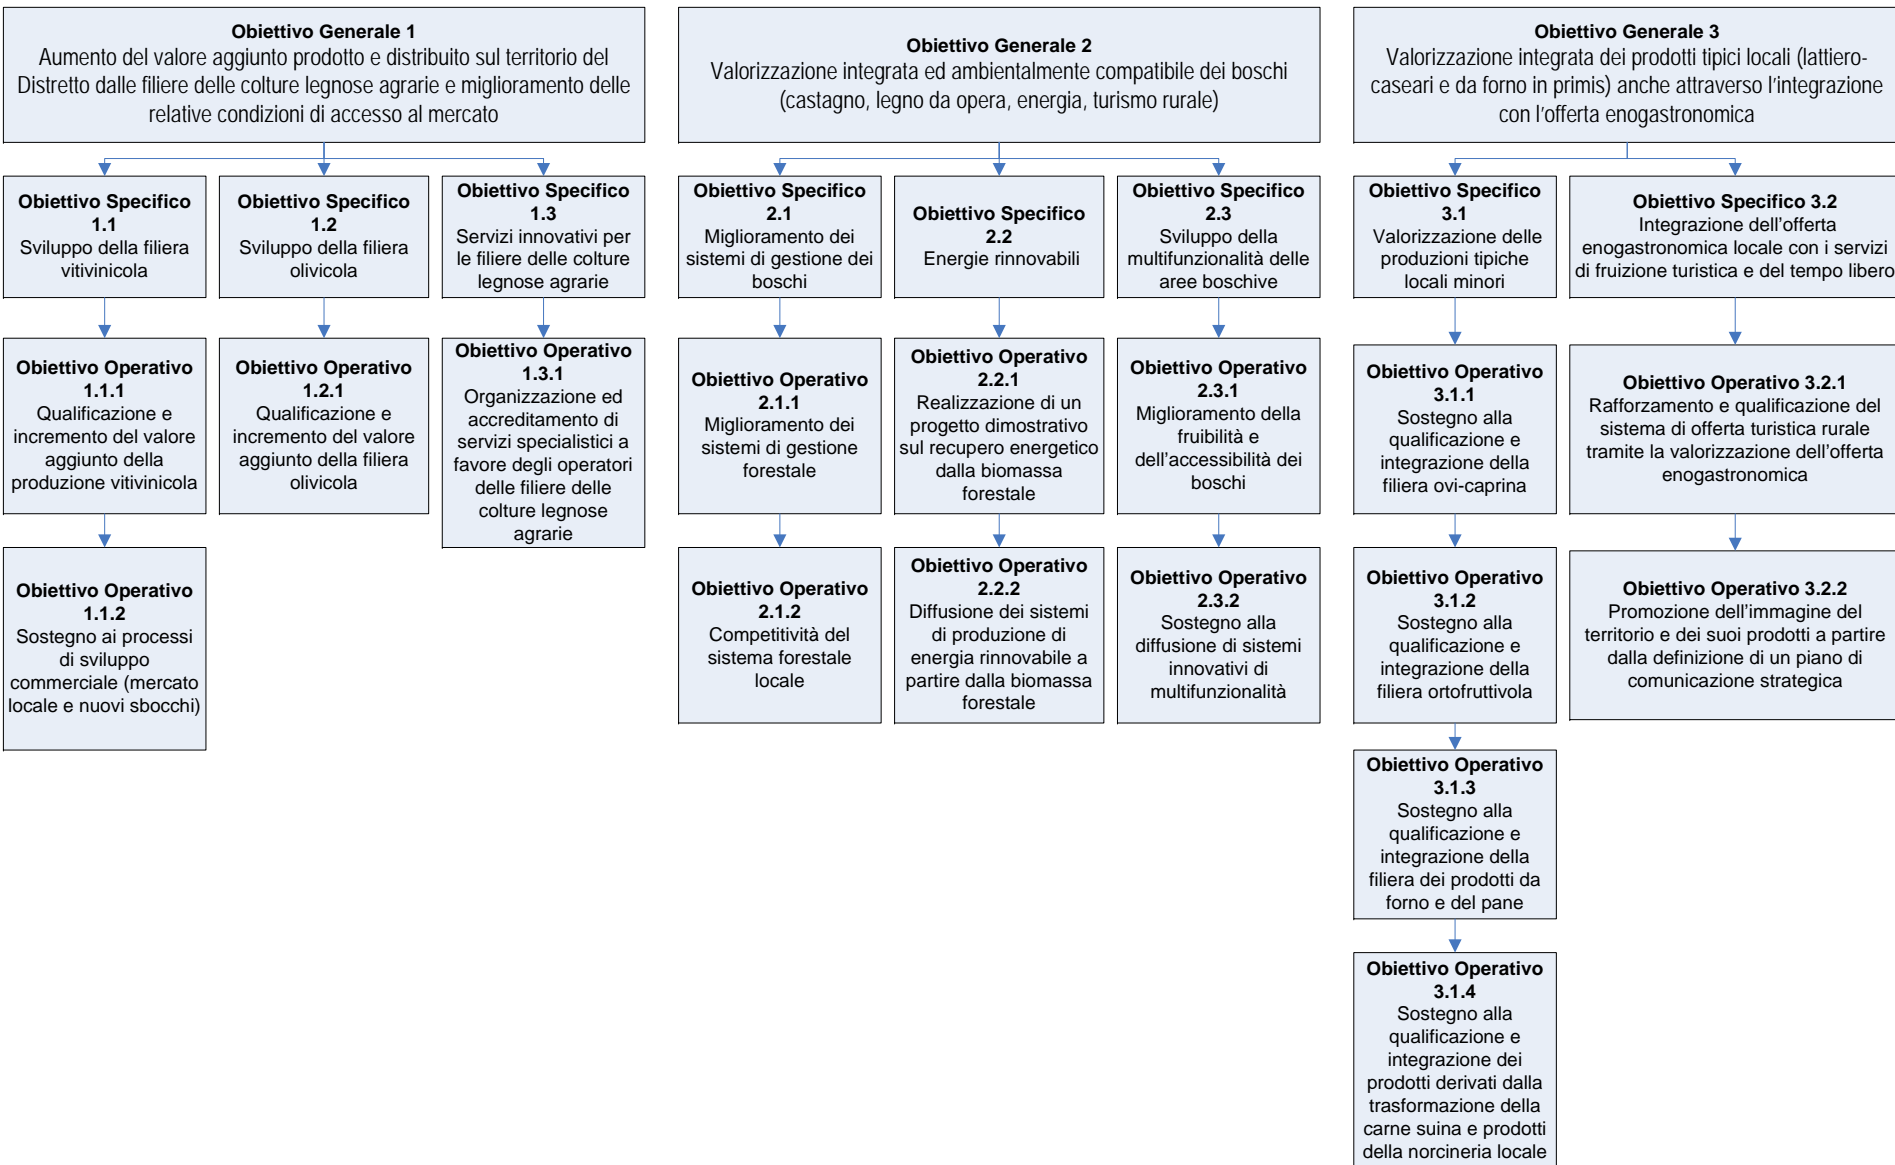 Obiettivo Generale 1
Aumento del valore aggiunto prodotto e distribuito sul territorio del
Distretto dalle filiere delle colture legnose agrarie e miglioramento delle
relative condizioni di accesso al mercato
Obiettivo Specifico
1.1
Sviluppo della filiera
vitivinicola
Obiettivo Operativo
1.1.1
Qualificazione e
incremento del valore
aggiunto della
produzione vitivinicola
Obiettivo Operativo
1.1.2
Sostegno ai processi
di sviluppo
commerciale (mercato
locale e nuovi sbocchi)
Obiettivo Specifico
1.2
Sviluppo della filiera
olivicola
Obiettivo Operativo
1.2.1
Qualificazione e
incremento del valore
aggiunto della filiera
olivicola
Obiettivo Specifico
1.3
Servizi innovativi per
le filiere delle colture
legnose agrarie
Obiettivo Operativo
1.3.1
Organizzazione ed
accreditamento di
servizi specialistici a
favore degli operatori
delle filiere delle
colture legnose
agrarie
Obiettivo Generale 2
Valorizzazione integrata ed ambientalmente compatibile dei boschi
(castagno, legno da opera, energia, turismo rurale)
Obiettivo Specifico
2.1
Miglioramento dei
sistemi di gestione dei
boschi
Obiettivo Operativo
2.1.1
Miglioramento dei
sistemi di gestione
forestale
Obiettivo Operativo
2.1.2
Competitività del
sistema forestale
locale
Obiettivo Specifico
2.2
Energie rinnovabili
Obiettivo Operativo
2.2.1
Realizzazione di un
progetto dimostrativo
sul recupero energetico
dalla biomassa
forestale
Obiettivo Operativo
2.2.2
Diffusione dei sistemi
di produzione di
energia rinnovabile a
partire dalla biomassa
forestale
Obiettivo Specifico
2.3
Sviluppo della
multifunzionalità delle
aree boschive
Obiettivo Operativo
2.3.1
Miglioramento della
fruibilità e
dell'accessibilità dei
boschi
Obiettivo Operativo
2.3.2
Sostegno alla
diffusione di sistemi
innovativi di
multifunzionalità
Obiettivo Generale 3
Valorizzazione integrata dei prodotti tipici locali (lattiero-
caseari e da forno in primis) anche attraverso l'integrazione
con l'offerta enogastronomica
Obiettivo Specifico
3.1
Valorizzazione delle
produzioni tipiche
locali minori
Obiettivo Operativo
3.1.1
Sostegno alla
qualificazione e
integrazione della
filiera ovi-caprina
Obiettivo Operativo
3.1.2
Sostegno alla
qualificazione e
integrazione della
filiera ortofruttivola
Obiettivo Operativo
3.1.3
Sostegno alla
qualificazione e
integrazione della
filiera dei prodotti da
forno e del pane
Obiettivo Operativo
3.1.4
Sostegno alla
qualificazione e
integrazione dei
prodotti derivati dalla
trasformazione della
carne suina e prodotti
della norcineria locale
Obiettivo Specifico 3.2
Integrazione dell'offerta
enogastronomica locale con i servizi
di fruizione turistica e del tempo libero
Obiettivo Operativo 3.2.1
Rafforzamento e qualificazione del
sistema di offerta turistica rurale
tramite la valorizzazione dell'offerta
enogastronomica
Obiettivo Operativo 3.2.2
Promozione dell'immagine del
territorio e dei suoi prodotti a partire
dalla definizione di un piano di
comunicazione strategica